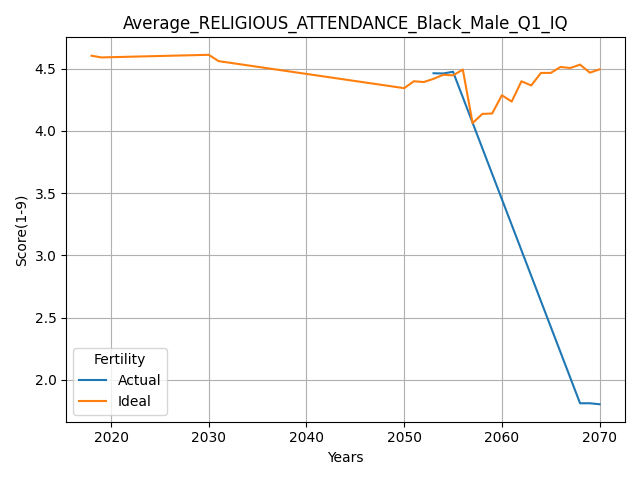 Average_RELIGIOUS_ATTENDANCE_Black_Male_Q1_IQ
Score(1-9)
4.5
4.0
3.5
3.0
2.5
2.0
Fertility
Actual
Ideal
2020 2030 2040 2050 2060 2070
Years